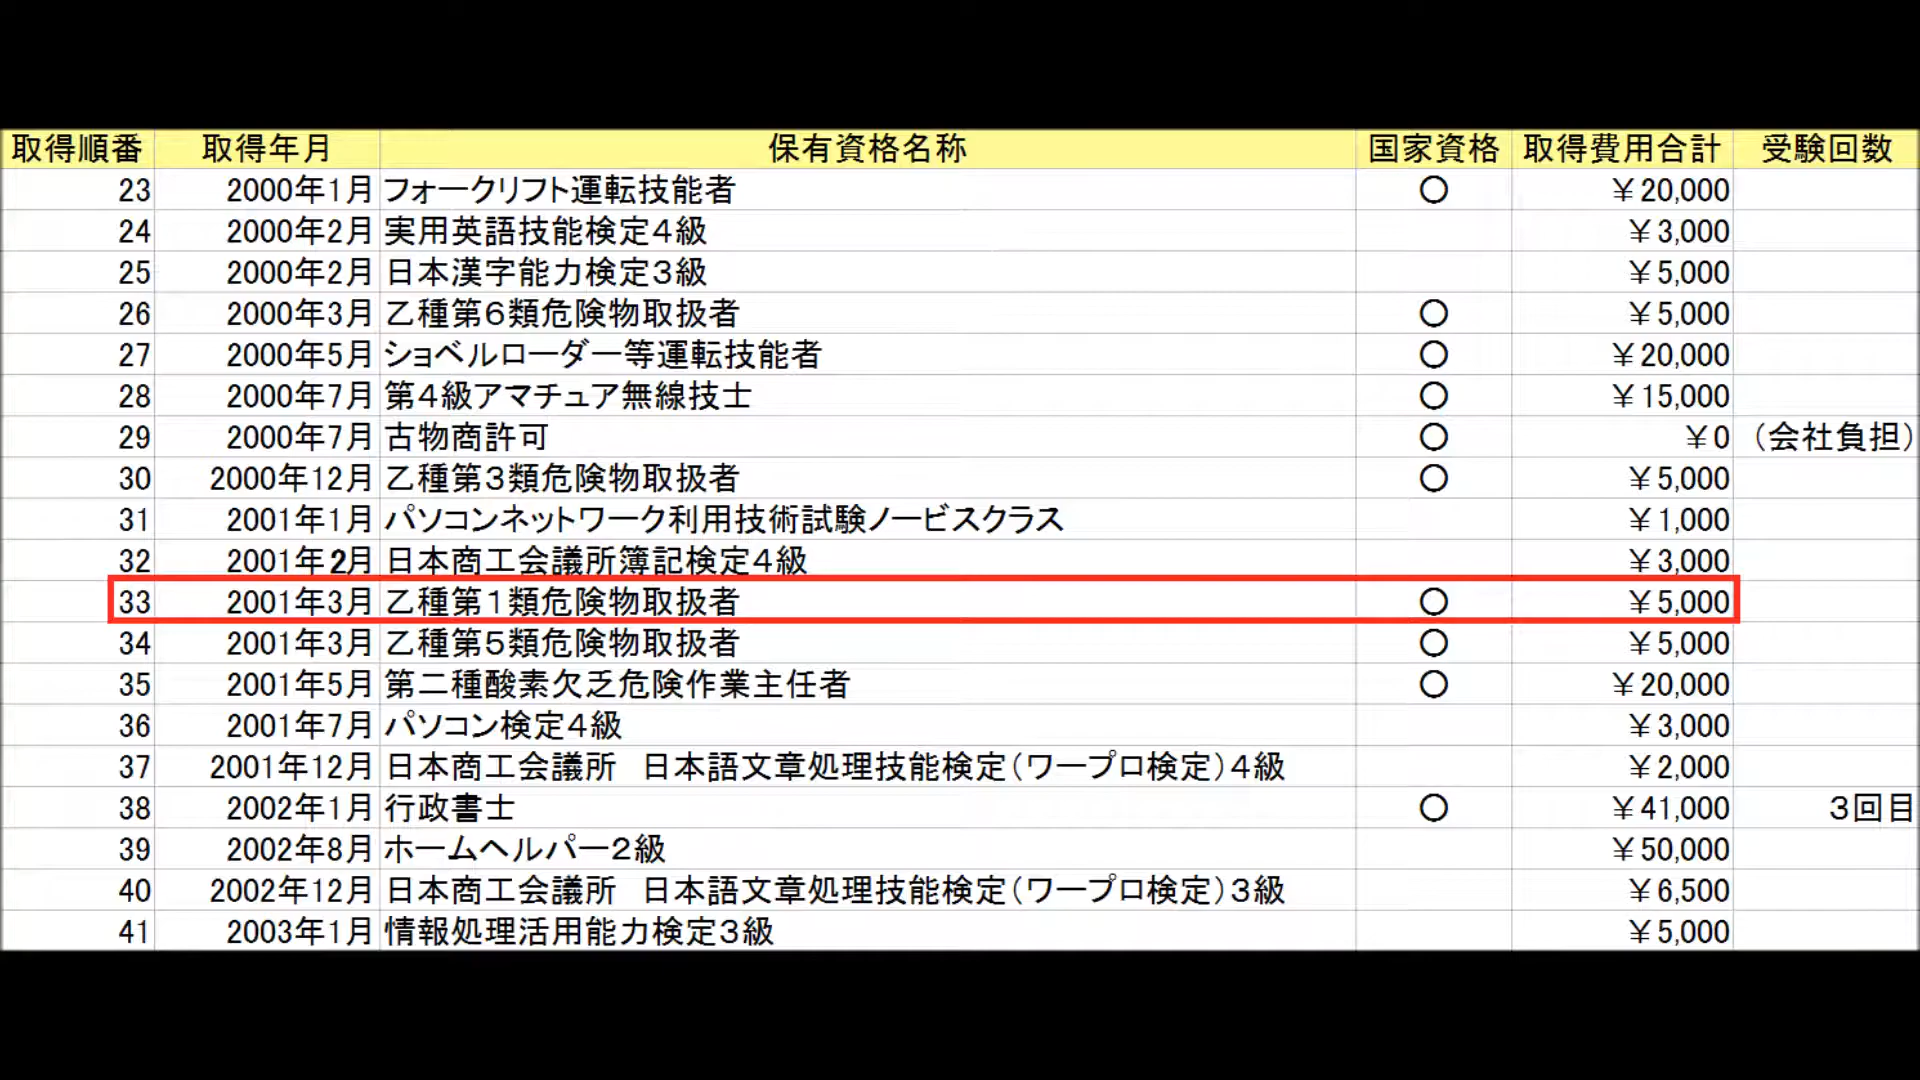 取得順番 取得年月 保有資格名称 国家資格 取得費用合計 受験回数
23 2000年1月 フォークリフト運転技能者 ○ ￥20,000
24 2000年2月 実用英語技能検定４級 ￥3,000
25 2000年2月 日本漢字能力検定３級 ￥5,000
26 2000年3月 乙種第６類危険物取扱者 ○ ￥5,000
27 2000年5月 ショベルローダー等運転技能者 ○ ￥20,000
28 2000年7月 第４級アマチュア無線技士 ○ ￥15,000
29 2000年7月 古物商許可 ○ ￥0 （会社負担）
30 2000年12月 乙種第３類危険物取扱者 ○ ￥5,000
31 2001年1月 パソコンネットワーク利用技術試験ノービスクラス ￥1,000
32 2001年2月 日本商工会議所簿記検定４級 ￥3,000
33 2001年3月 乙種第１類危険物取扱者 ○ ￥5,000
34 2001年3月 乙種第５類危険物取扱者 ○ ￥5,000
35 2001年5月 第二種酸素欠乏危険作業主任者 ○ ￥20,000
36 2001年7月 パソコン検定４級 ￥3,000
37 2001年12月 日本商工会議所　日本語文章処理技能検定（ワープロ検定）４級 ￥2,000
38 2002年1月 行政書士 ○ ￥41,000 ３回目
39 2002年8月 ホームヘルパー２級 ￥50,000
40 2002年12月 日本商工会議所　日本語文章処理技能検定（ワープロ検定）３級 ￥6,500
41 2003年1月 情報処理活用能力検定３級 ￥5,000